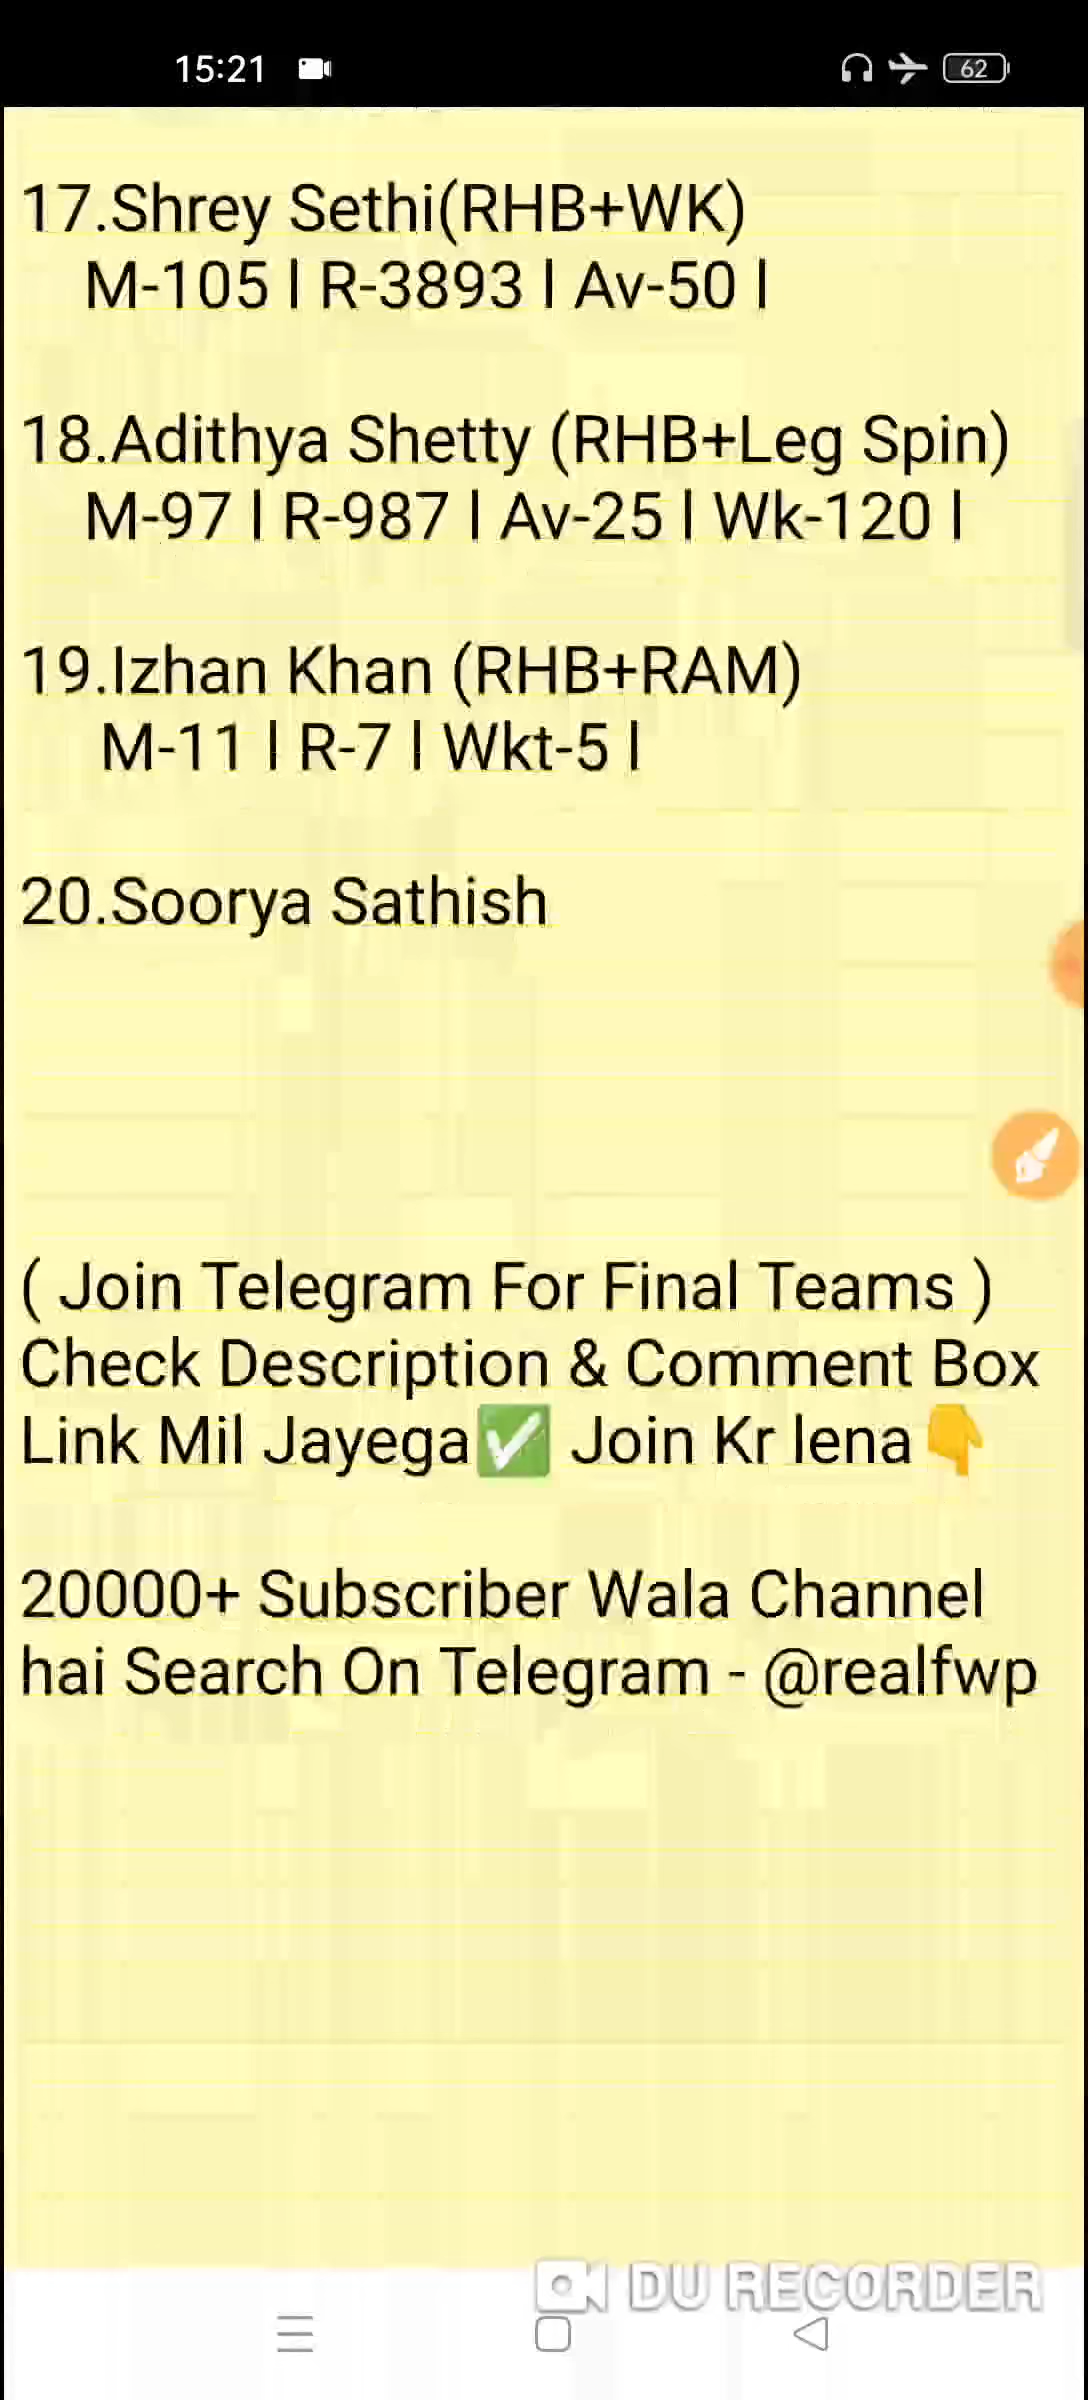 15:21
62
17.Shrey Sethi(RHB+WK)
M-105 | R-3893 | Av-50 |
18.Adithya Shetty (RHB+Leg Spin)
M-97 | R-987 | Av-25 | Wk-120 |
19.Izhan Khan (RHB+RAM)
M-11 | R-7 | Wkt-5 |
20.Soorya Sathish
( Join Telegram For Final Teams )
Check Description & Comment Box
Link Mil Jayega✅ Join Kr lena👇
20000+ Subscriber Wala Channel
hai Search On Telegram - @realfwp
DU RECORDER